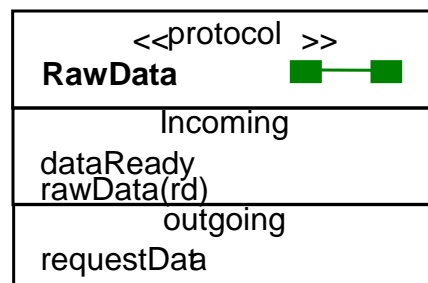 <<protocol >>
RawData
Incoming
dataReady
rawData(rd)
outgoing
requestData